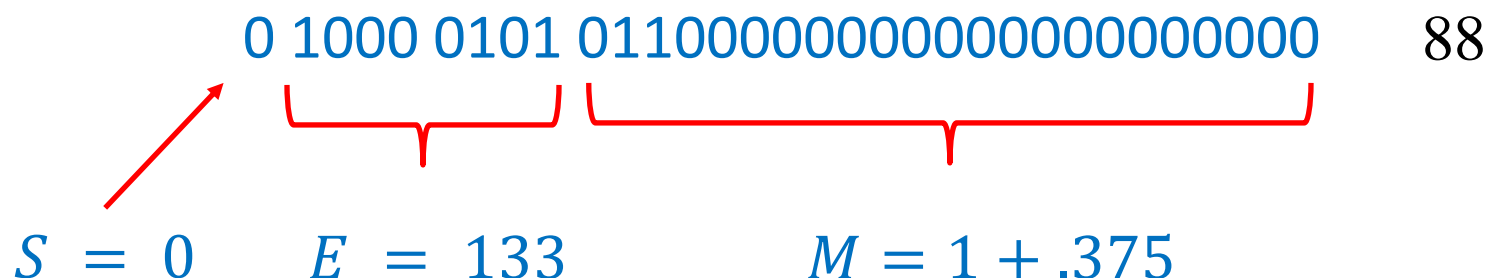 0 1000 0101 01100000000000000000000 88
S = 0 E = 133 M = 1 + .375